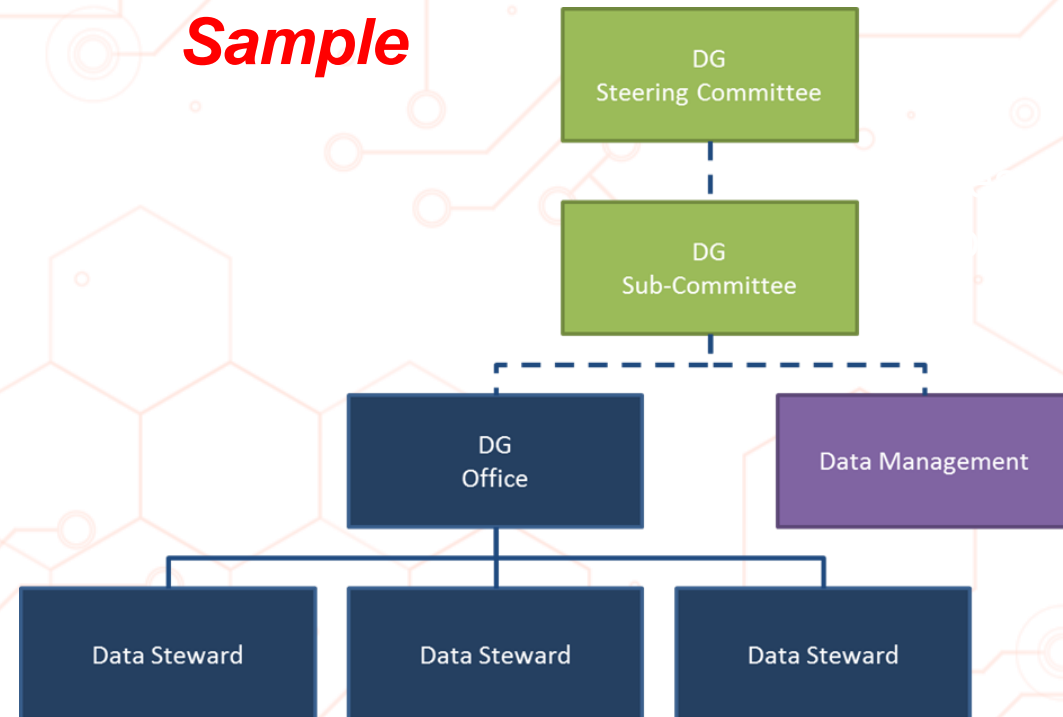 Sample
DG
Steering Committee
DG
Sub-Committee
DG
Office
Data Management
Data Steward
Data Steward
Data Steward